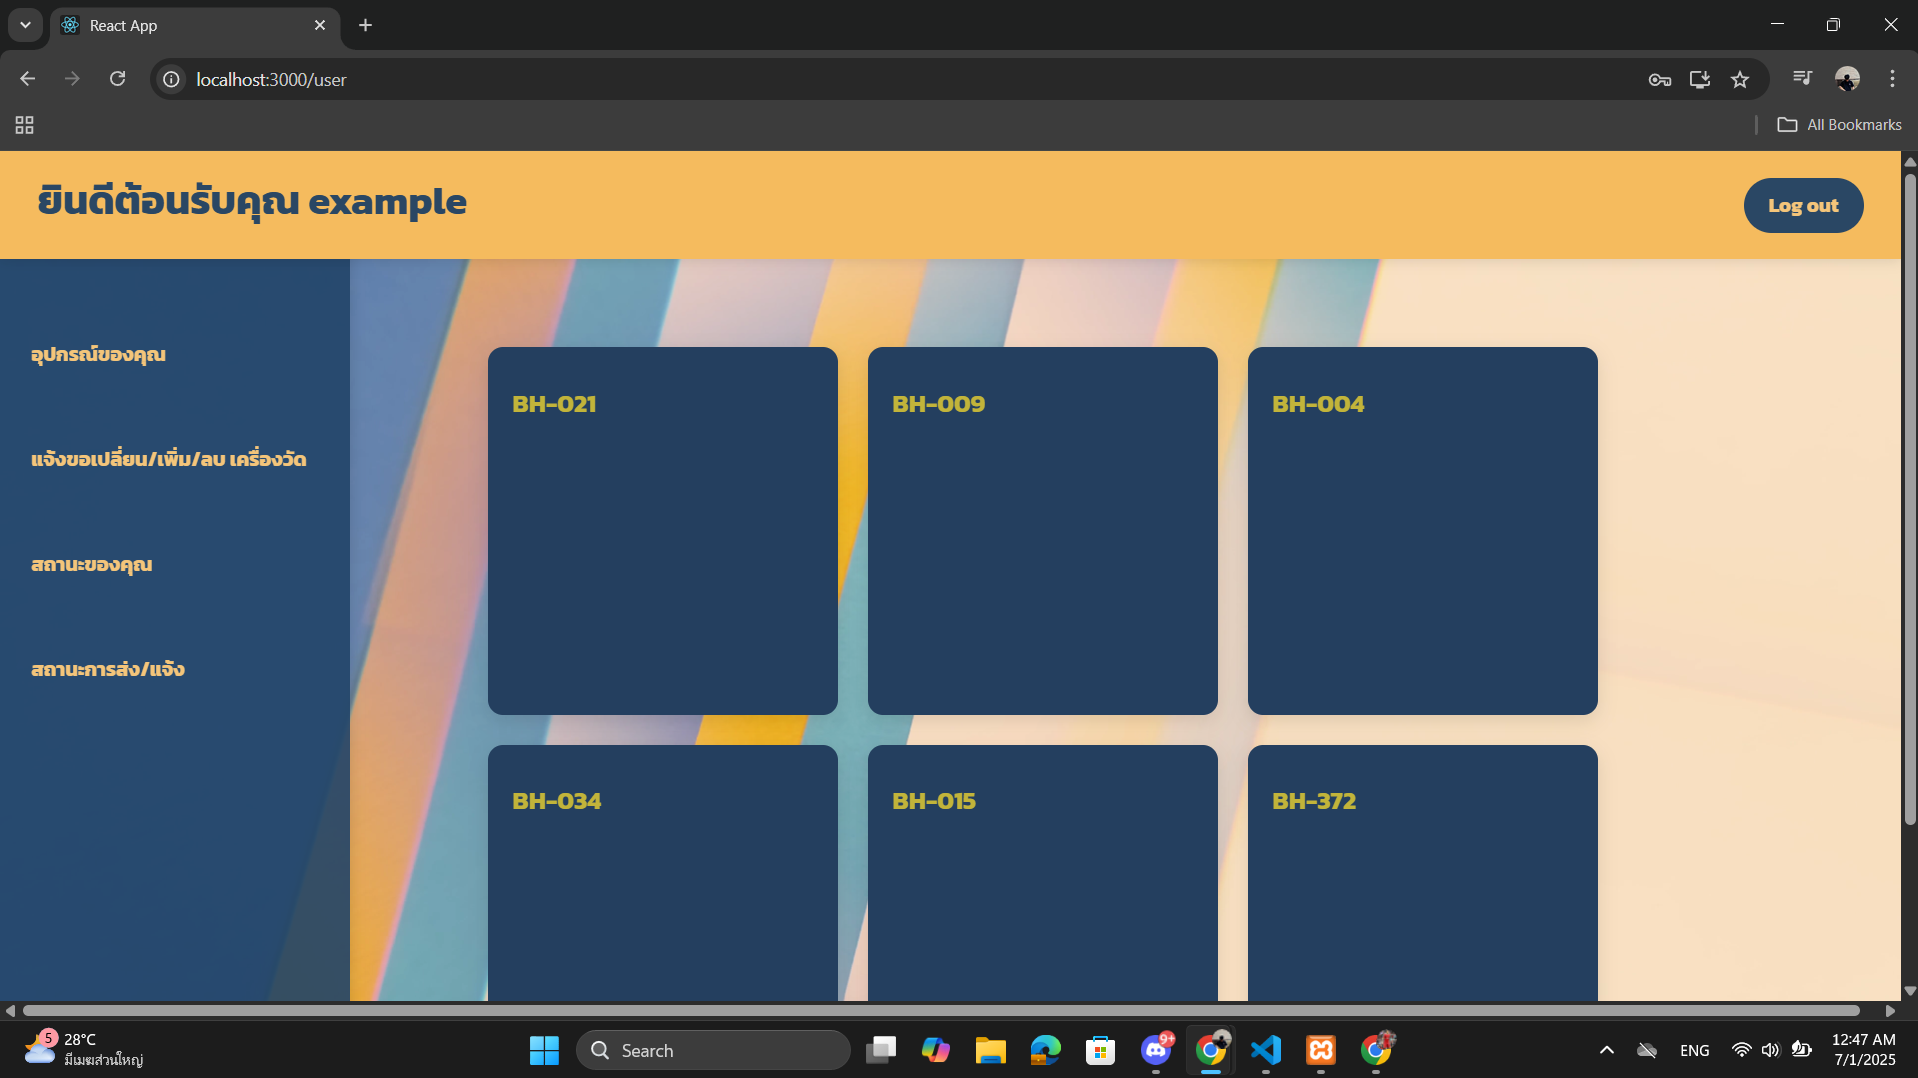 React App
localhost:3000/user
All Bookmarks
ยินดีต้อนรับคุณ example
Log out
อุปกรณ์ของคุณ
แจ้งขอเปลี่ยน/เพิ่ม/ลบ เครื่องวัด
สถานะของคุณ
สถานะการส่ง/แจ้ง
BH-021
BH-009
BH-004
BH-034
BH-015
BH-372
5
28°C
มีเมฆส่วนใหญ่
Search
9+
ENG
12:47 AM
7/1/2025